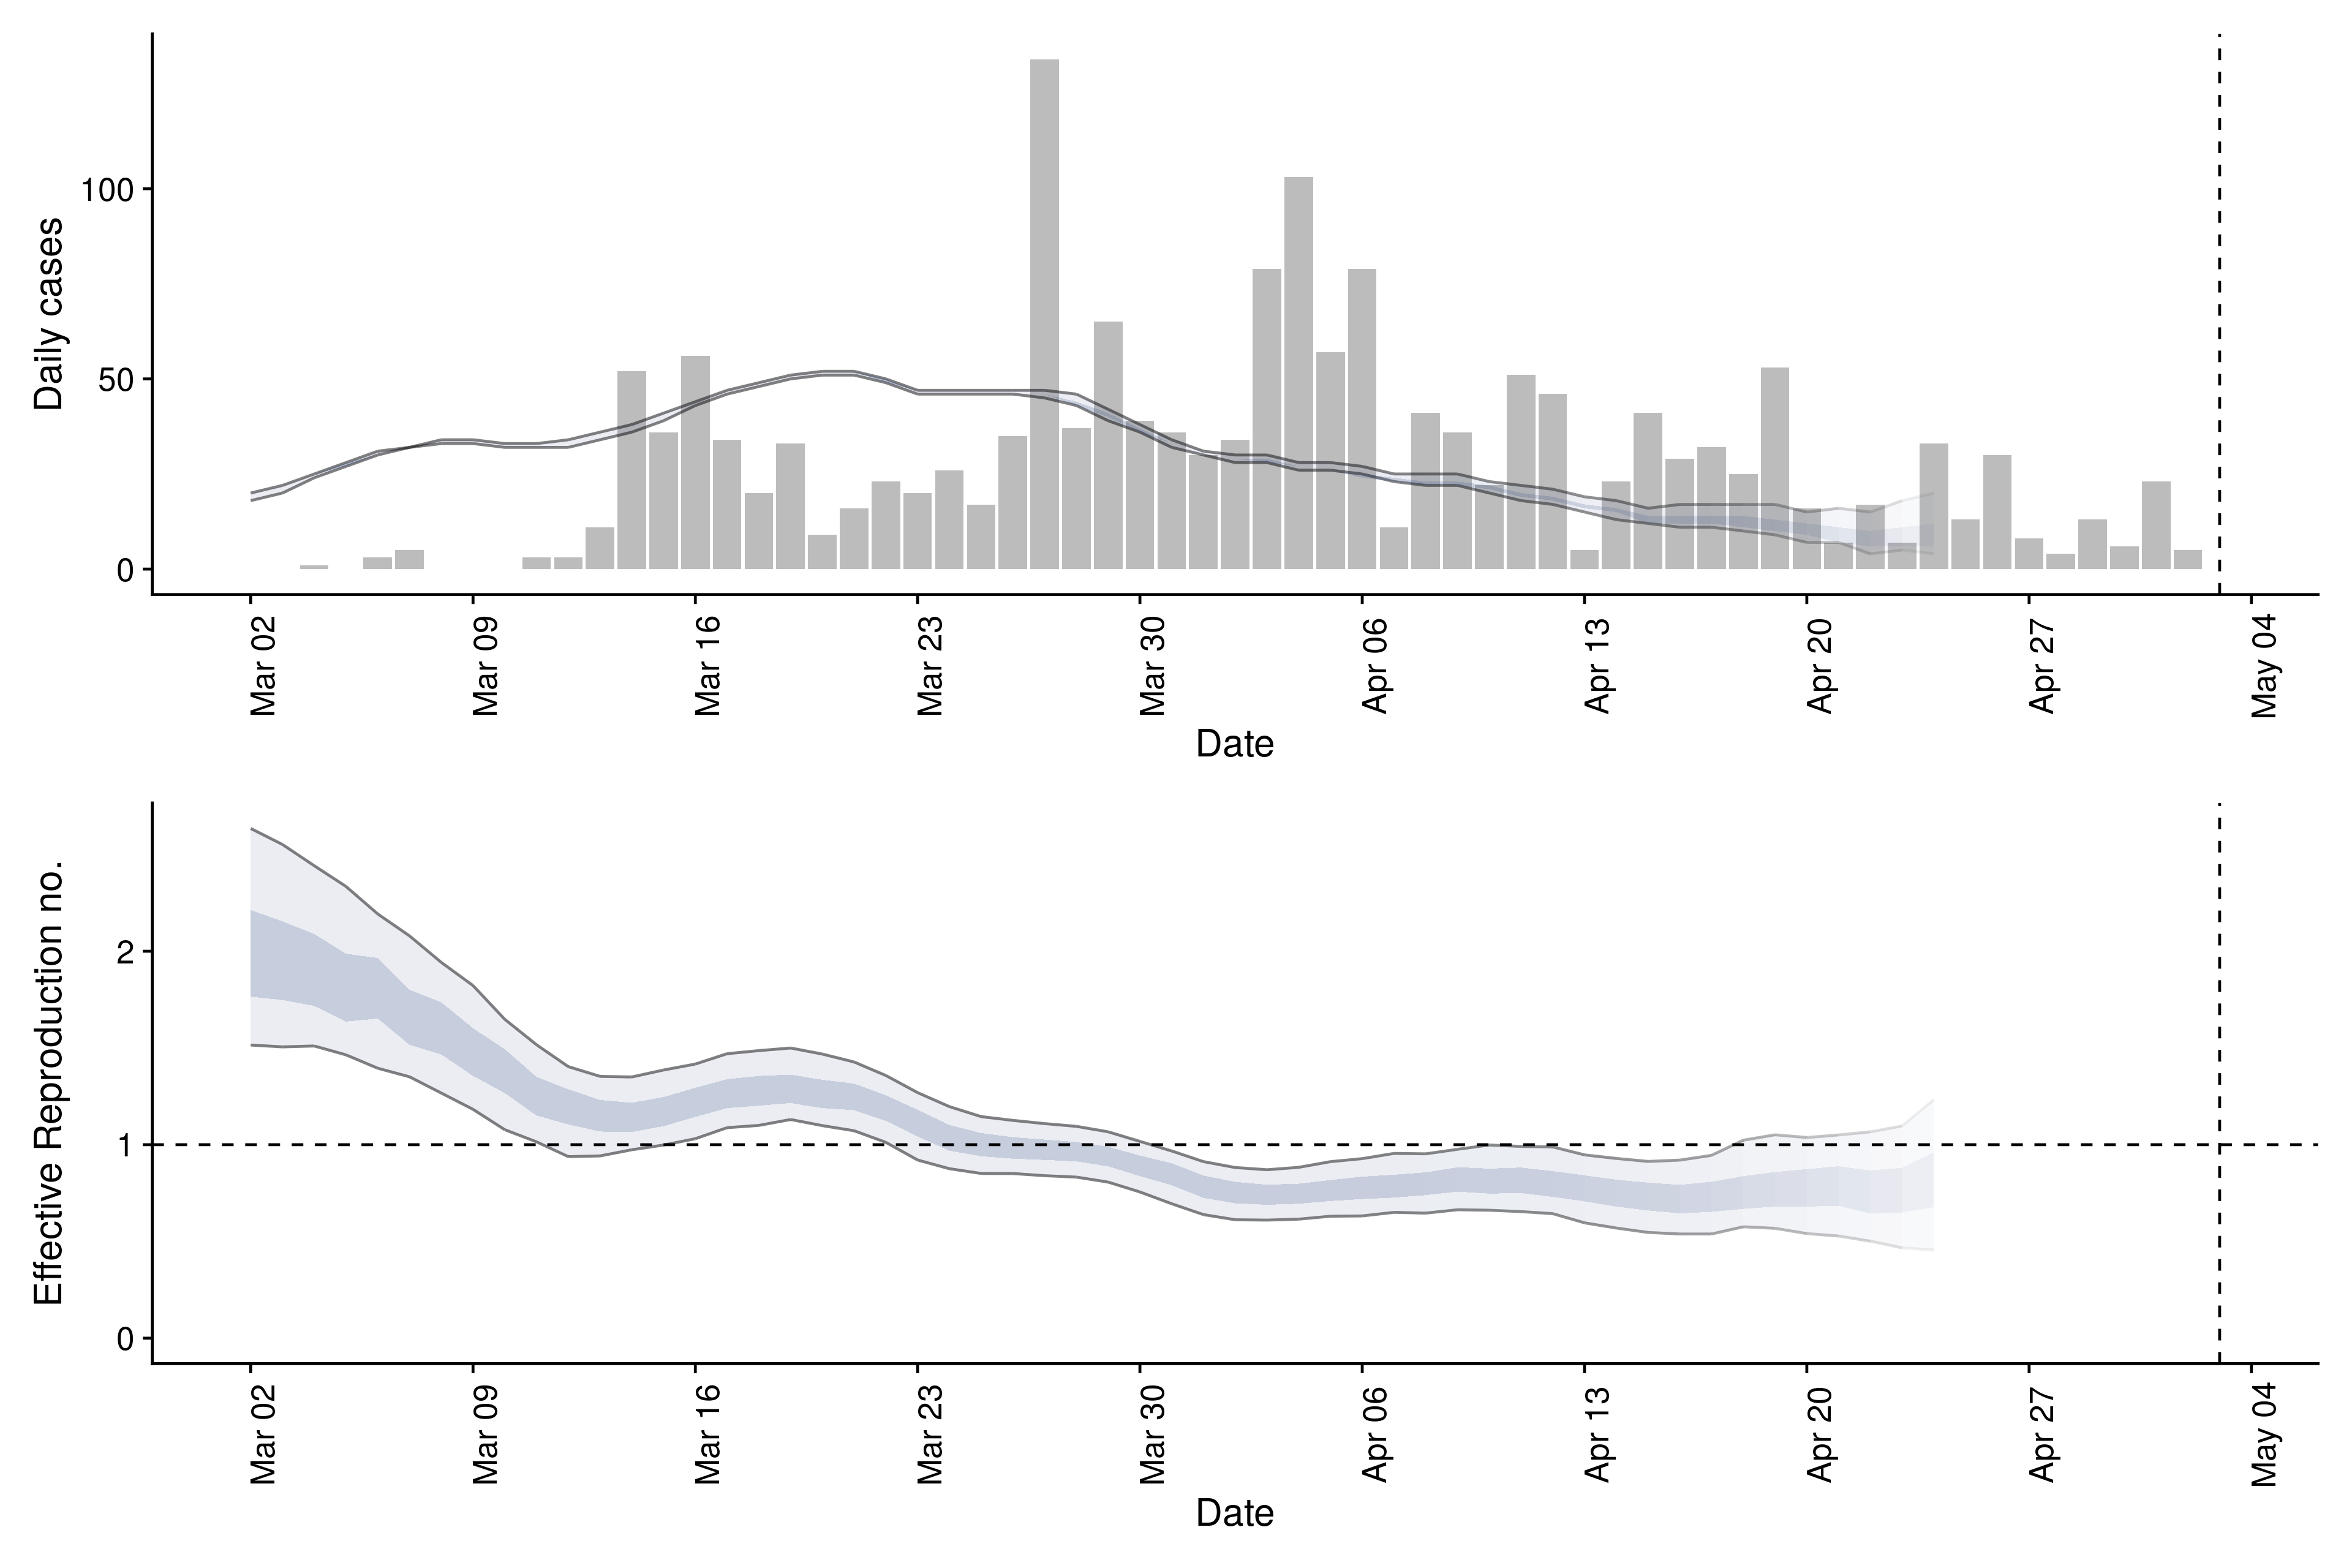 Daily cases
100
50
0
Mar 02
Mar 09
Mar 16
Mar 23
Mar 30
Apr 06
Apr 13
Apr 20
Apr 27
May 04
Date
Effective Reproduction no.
2
1
0
Mar 02
Mar 09
Mar 16
Mar 23
Mar 30
Apr 06
Apr 13
Apr 20
Apr 27
May 04
Date